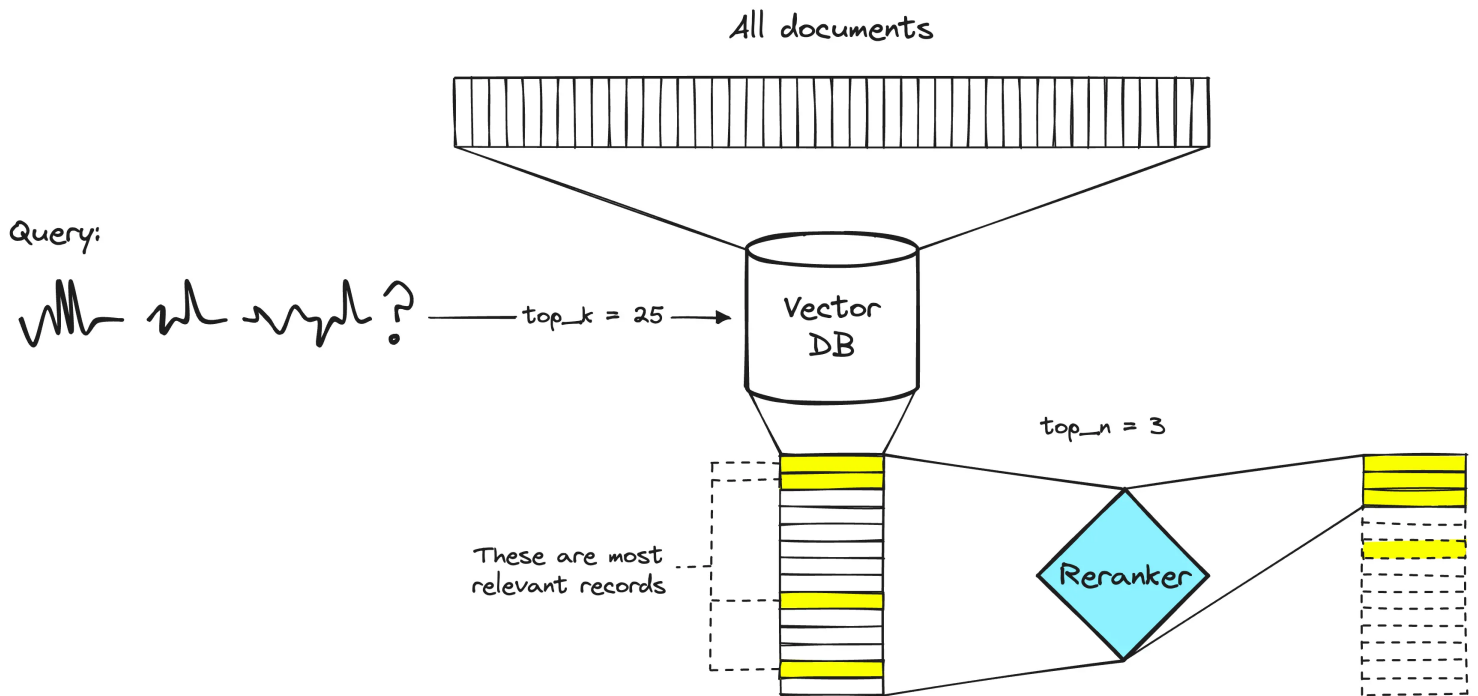 All documents
Query:
?
top_k = 25
Vector
DB
top_n = 3
These are most
relevant records
Reranker